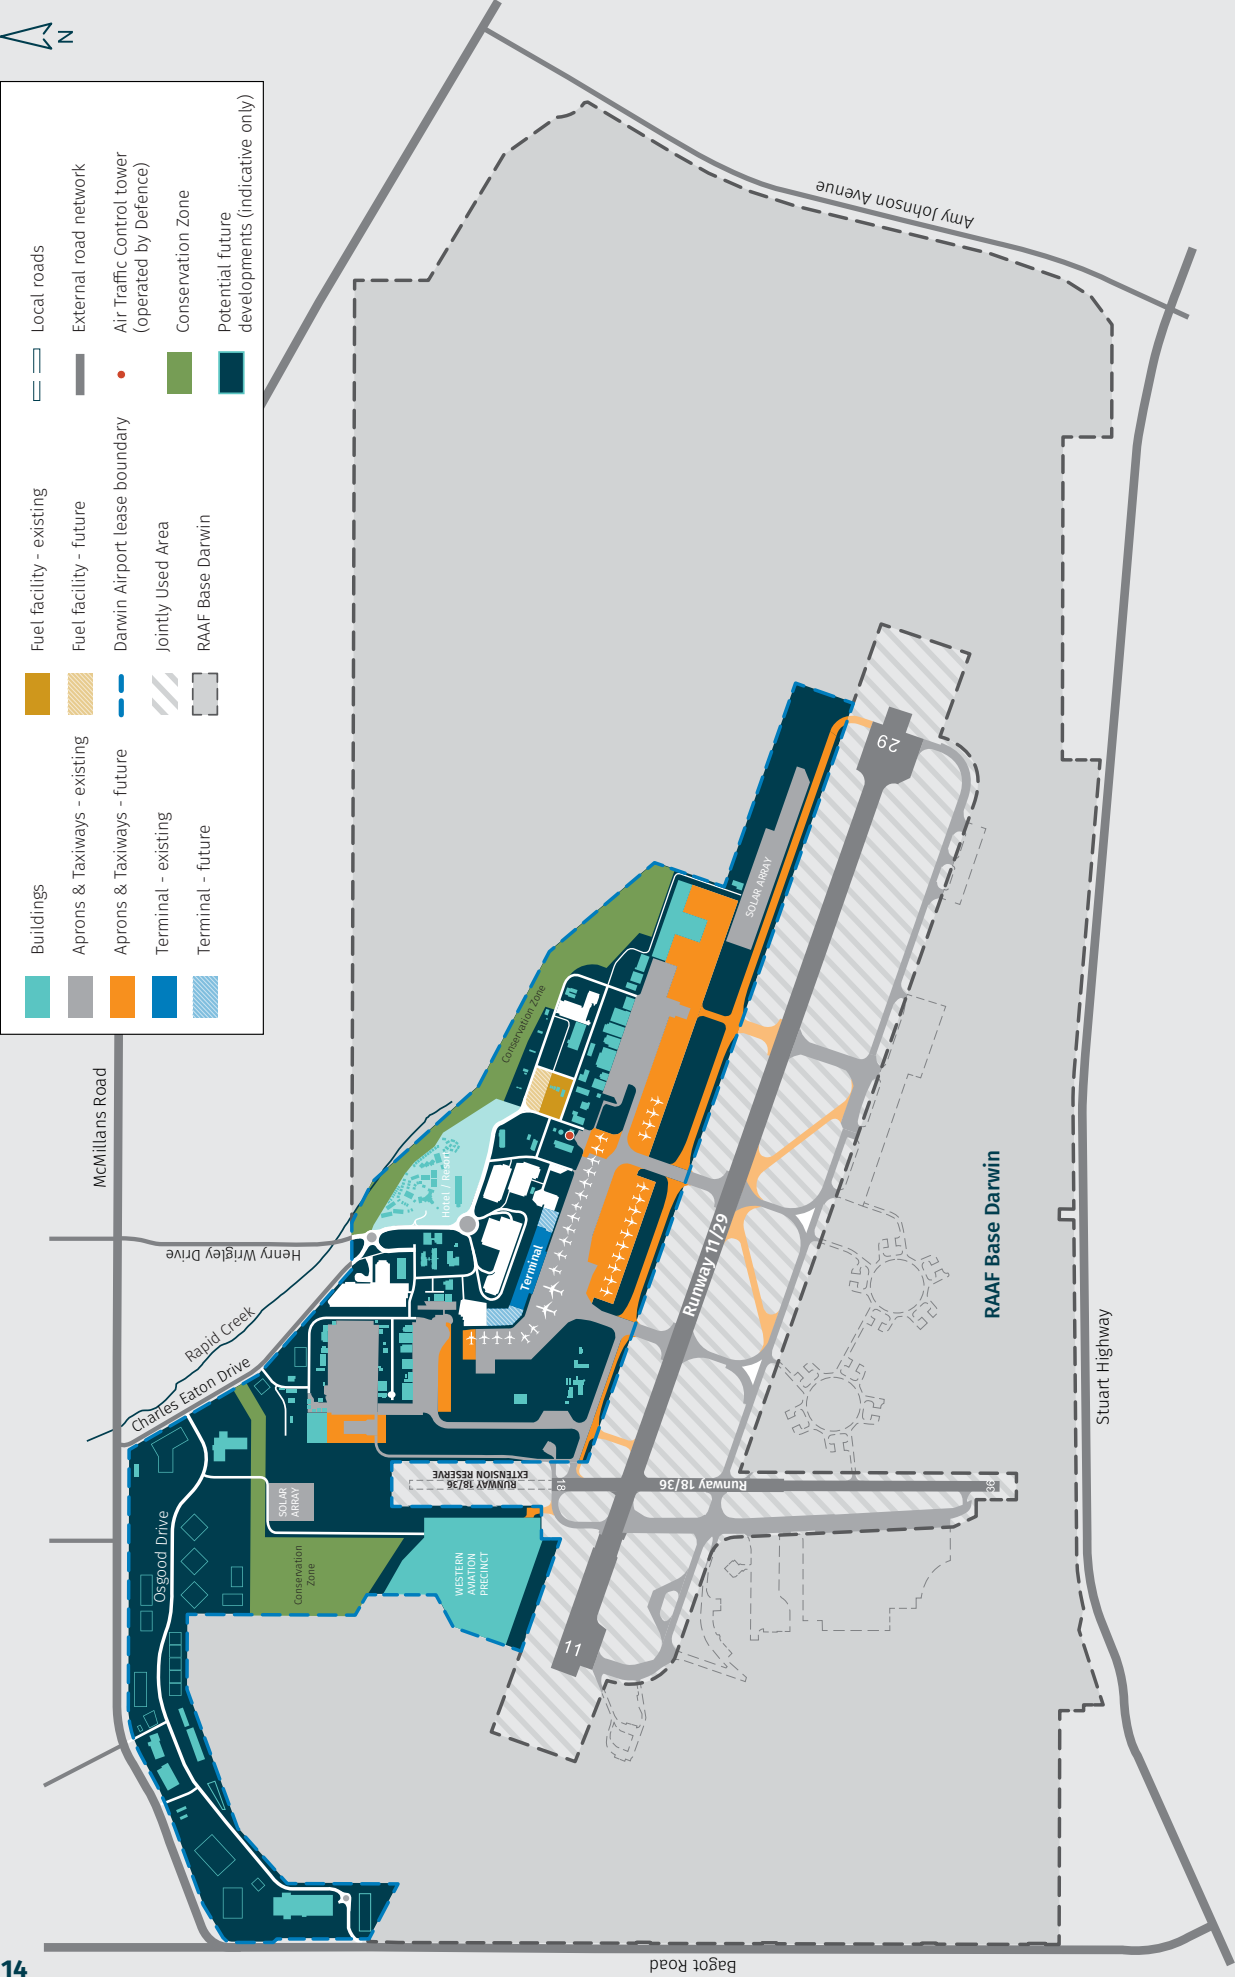 N
Buildings
Aprons & Taxiways - existing
Aprons & Taxiways - future
Terminal - existing
Terminal - future
Fuel facility - existing
Fuel facility - future
Darwin Airport lease boundary
Jointly Used Area
RAAF Base Darwin
Local roads
External road network
Air Traffic Control tower
(operated by Defence)
Conservation Zone
Potential future
developments (indicative only)
McMillans Road
Henry Wrigley Drive
Rapid Creek
Charles Eaton Drive
Osgood Drive
Bagot Road
Stuart Highway
Amy Johnson Avenue
RAAF Base Darwin
Conservation Zone
Hotel / Resort
Terminal
SOLAR ARRAY
SOLAR
ARRAY
Conservation
Zone
WESTERN
AVIATION
PRECINCT
RUNWAY 18/36
EXTENSION RESERVE
Runway 11/29
Runway 18/36
11
29
18
36
14